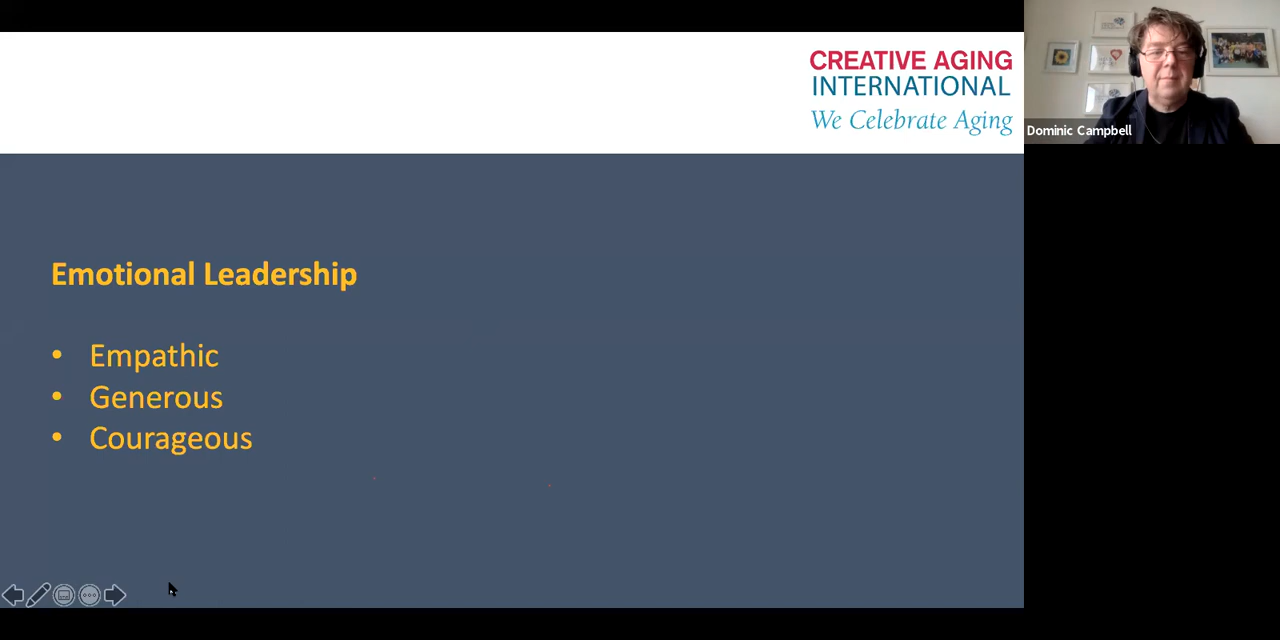 CREATIVE AGING
INTERNATIONAL
We Celebrate Aging
Dominic Campbell
Emotional Leadership
• Empathic
• Generous
• Courageous